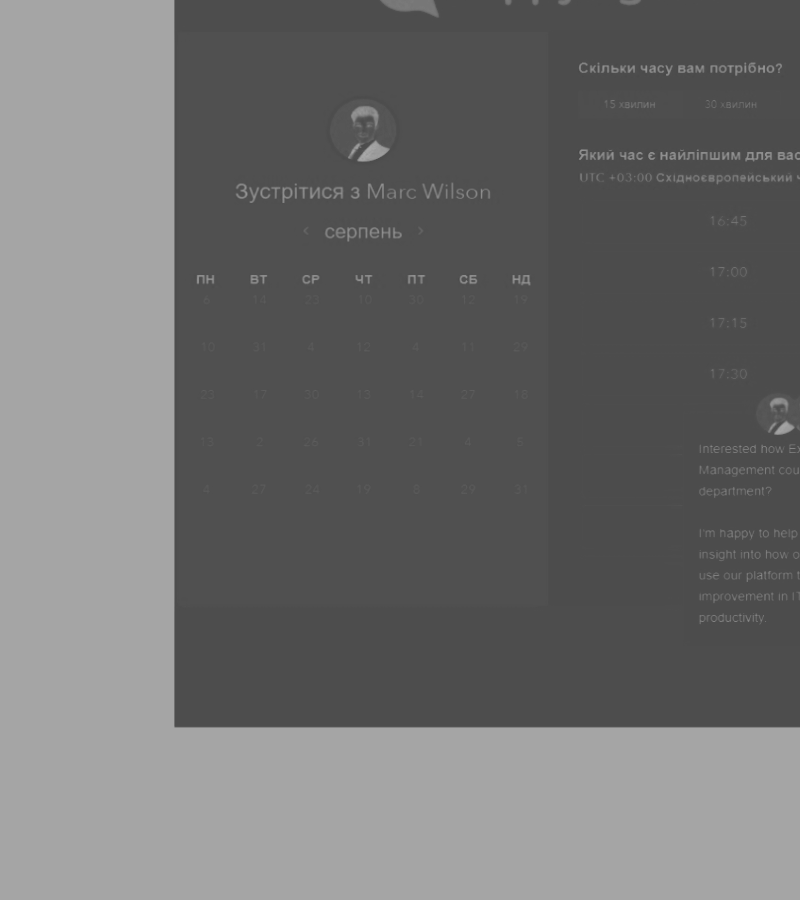 Скільки часу вам потрібно?
15 хвилин 30 хвилин
Який час є найліпшим для вас
UTC +03:00 Східноєвропейський ч
Зустрітися з Marc Wilson
‹ серпень ›
ПН ВТ СР ЧТ ПТ СБ НД
6 14 23 10 30 12 19
10 31 4 12 4 11 29
23 17 30 13 14 27 18
13 2 26 31 21 4 5
4 27 24 19 8 29 31
16:45
17:00
17:15
17:30
Interested how Ex
Management cou
department?
I'm happy to help
insight into how o
use our platform t
improvement in IT
productivity.